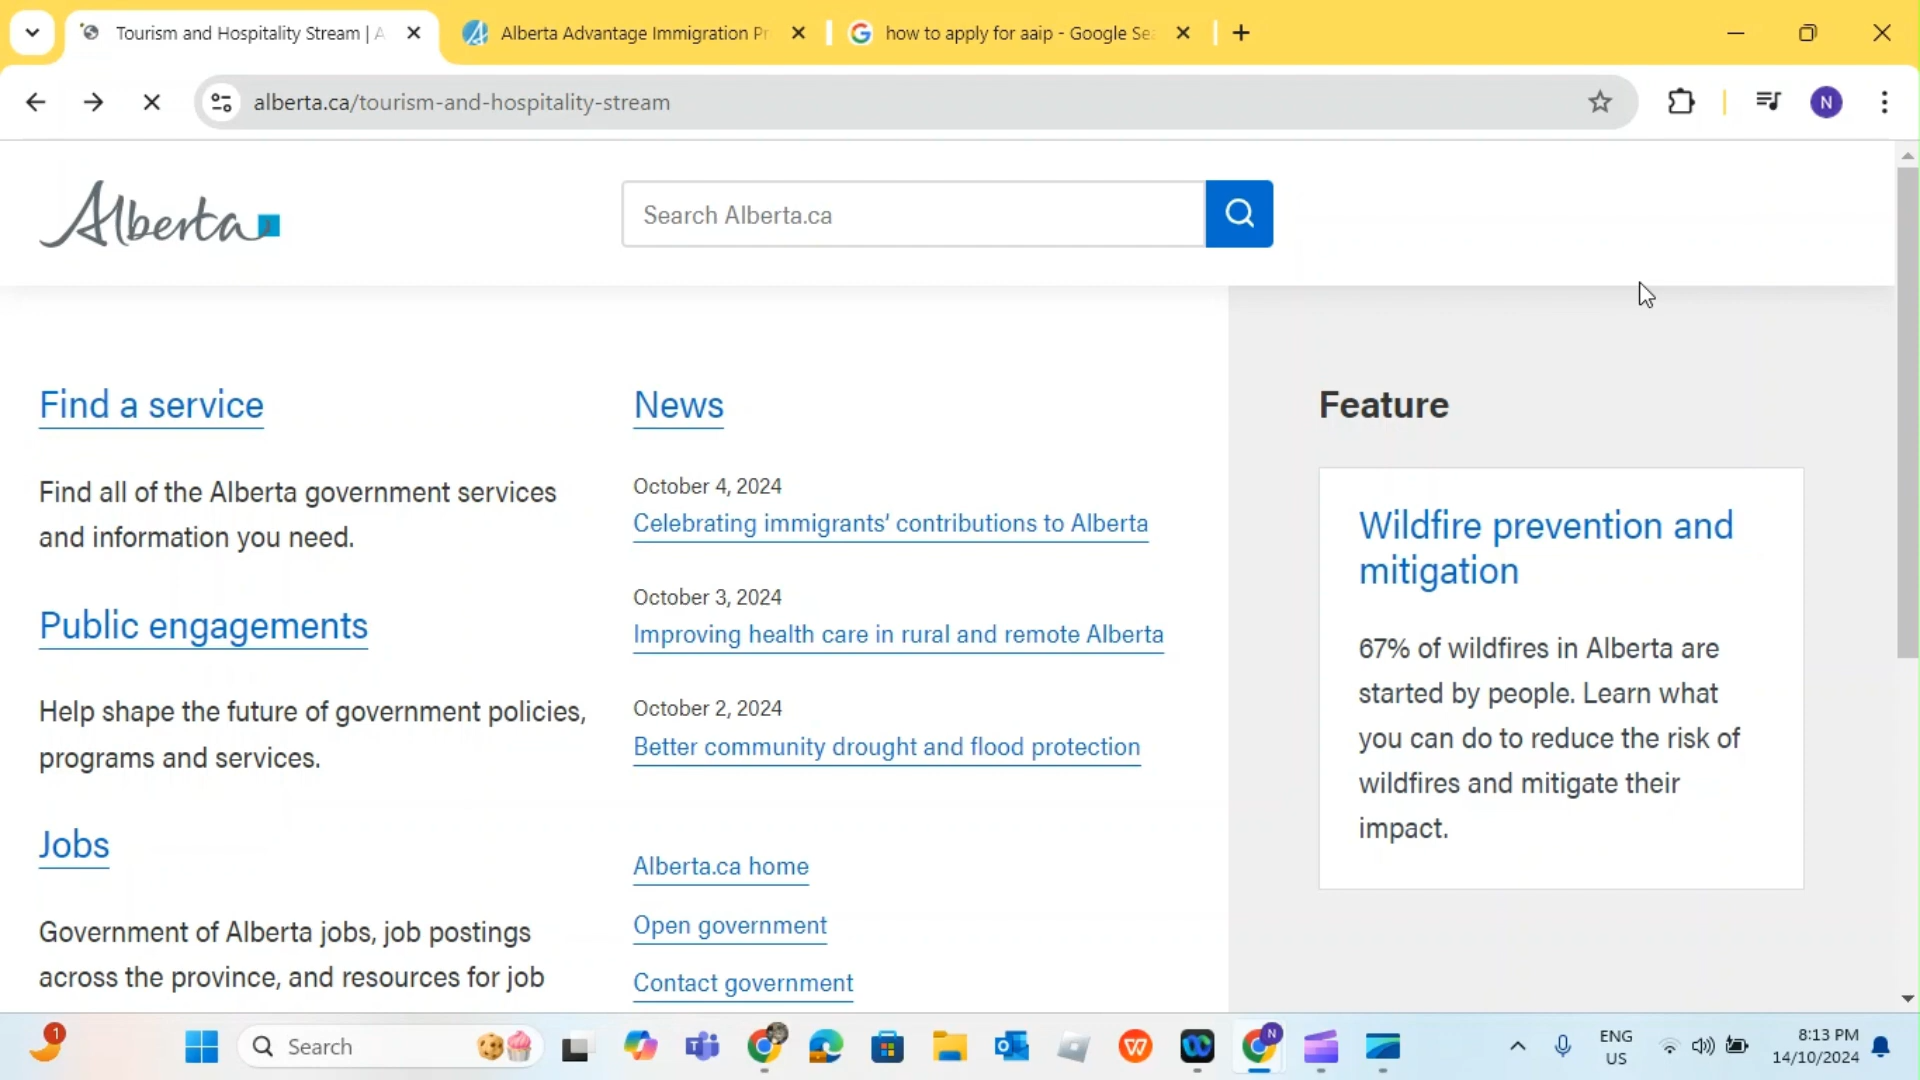 Tourism and Hospitality Stream | A
Alberta Advantage Immigration Pr
how to apply for aaip - Google Sea
alberta.ca/tourism-and-hospitality-stream
N
Alberta
Search Alberta.ca
Find a service
Find all of the Alberta government services
and information you need.
Public engagements
Help shape the future of government policies,
programs and services.
Jobs
Government of Alberta jobs, job postings
across the province, and resources for job
News
October 4, 2024
Celebrating immigrants' contributions to Alberta
October 3, 2024
Improving health care in rural and remote Alberta
October 2, 2024
Better community drought and flood protection
Alberta.ca home
Open government
Contact government
Feature
Wildfire prevention and
mitigation
67% of wildfires in Alberta are
started by people. Learn what
you can do to reduce the risk of
wildfires and mitigate their
impact.
1
Search
N
ENG
US
8:13 PM
14/10/2024